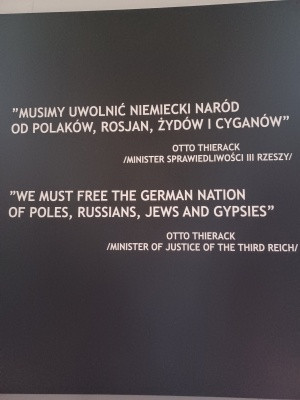 "MUSIMY UWOLNIĆ NIEMIECKI NARÓD
OD POLAKÓW, ROSJAN, ŻYDÓW I CYGANÓW"
OTTO THIERACK
/MINISTER SPRAWIEDLIWOŚCI III RZESZY/
"WE MUST FREE THE GERMAN NATION
OF POLES, RUSSIANS, JEWS AND GYPSIES"
OTTO THIERACK
/MINISTER OF JUSTICE OF THE THIRD REICH/